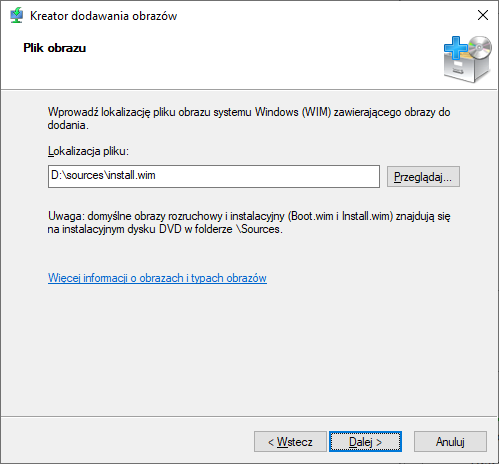 Kreator dodawania obrazów
Plik obrazu
Wprowadź lokalizację pliku obrazu systemu Windows (WIM) zawierającego obrazy do
dodania.
Lokalizacja pliku:
D:\sources\install.wim
Przeglądaj...
Uwaga: domyślne obrazy rozruchowy i instalacyjny (Boot.wim i Install.wim) znajdują się
na instalacyjnym dysku DVD w folderze \Sources.
Więcej informacji o obrazach i typach obrazów
< Wstecz
Dalej >
Anuluj